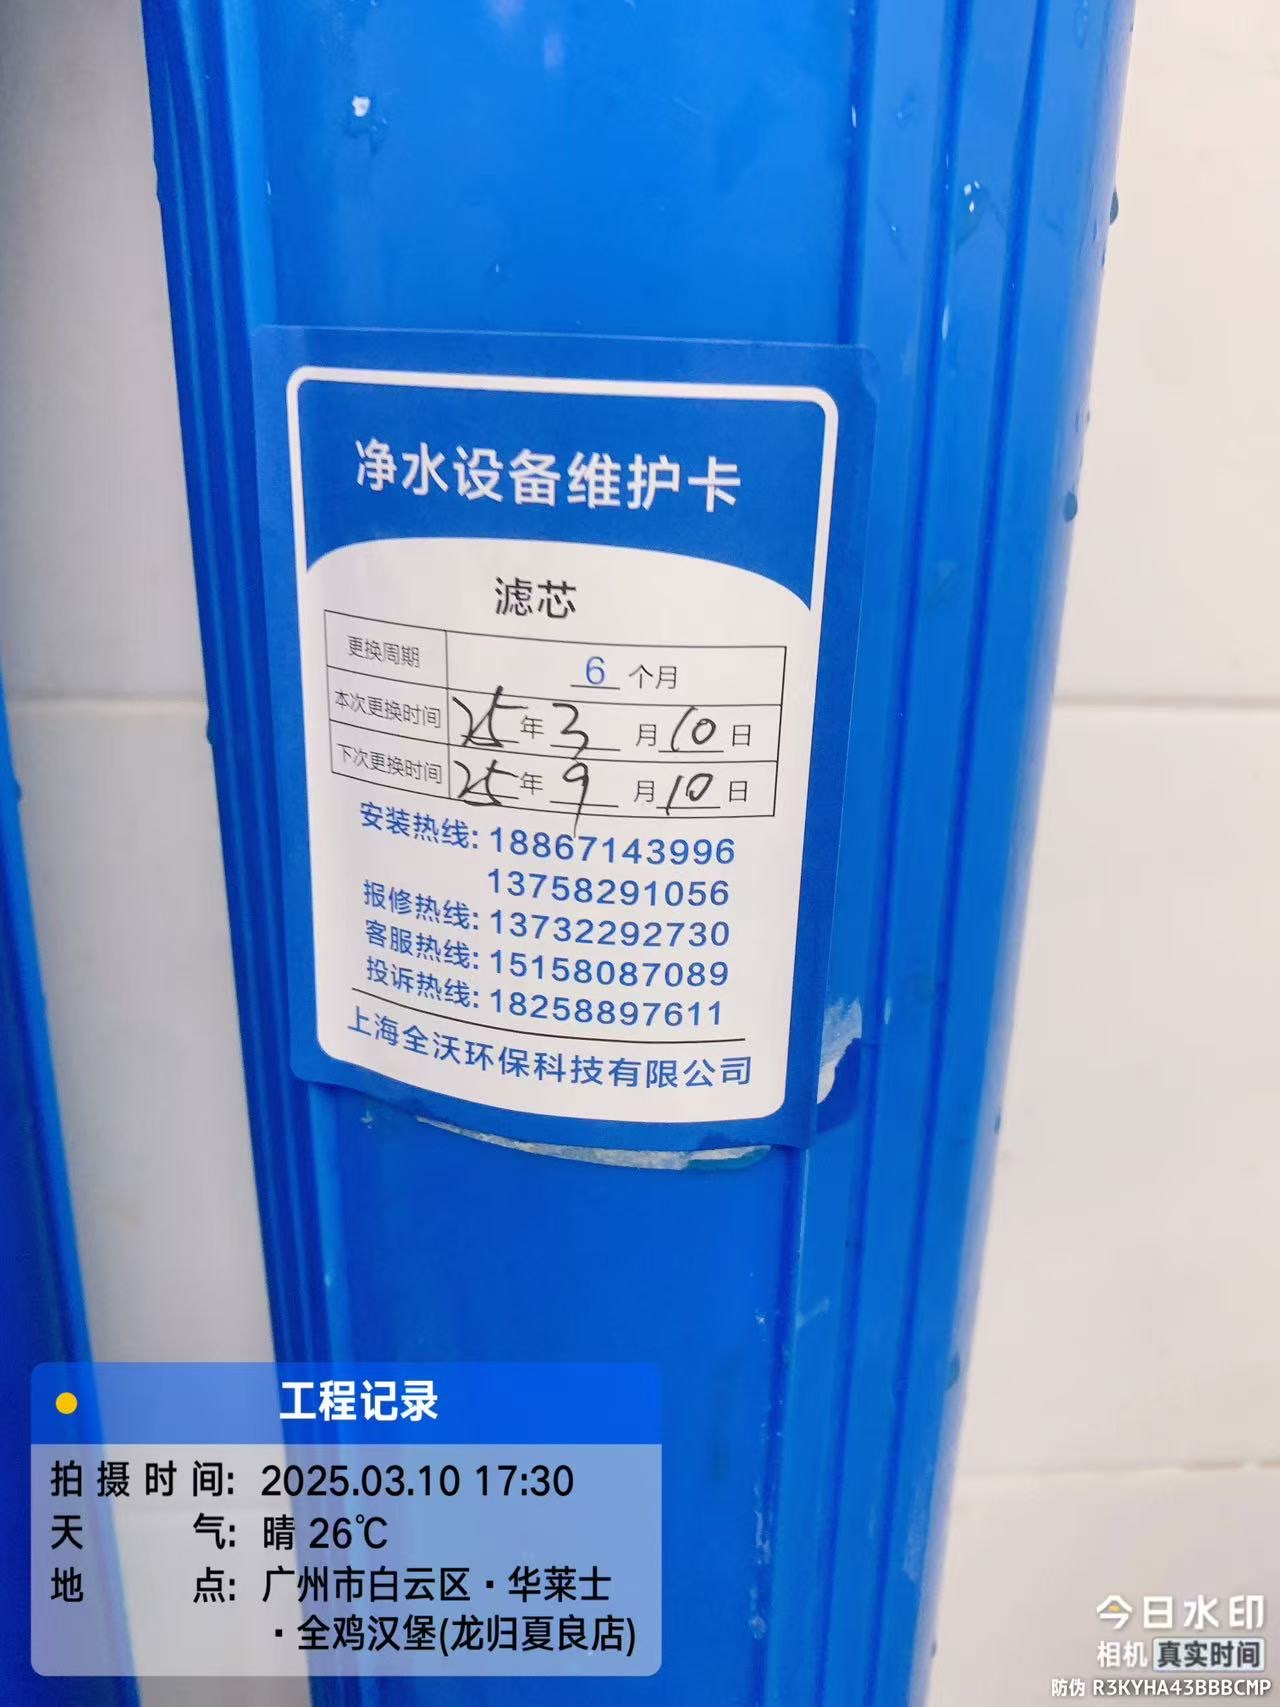 净水设备维护卡
滤芯
更换周期 6 个月
本次更换时间 25年3月10日
下次更换时间 25年9月10日
安装热线: 18867143996
13758291056
报修热线: 13732292730
客服热线: 15158087089
投诉热线: 18258897611
上海全沃环保科技有限公司
工程记录
拍摄时间: 2025.03.10 17:30
天气: 晴 26℃
地点: 广州市白云区·华莱士
·全鸡汉堡(龙归夏良店)
今日水印
相机 真实时间
防伪 R3KYHA43BBBCMP